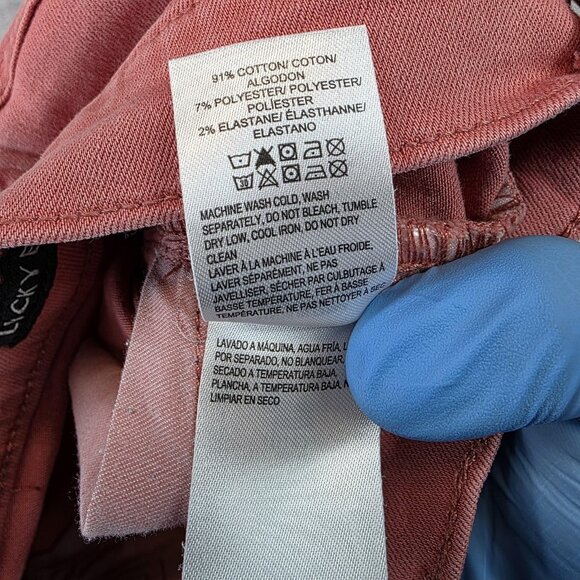 91% COTTON/ COTON/
ALGODON
7% POLYESTER/ POLYESTER/
POLÍESTER
2% ELASTANE/ ÉLASTHANNE/
ELASTANO
MACHINE WASH COLD, WASH
SEPARATELY, DO NOT BLEACH, TUMBLE
DRY LOW, COOL IRON, DO NOT DRY
CLEAN
LAVER À LA MACHINE À L'EAU FROIDE,
LAVER SÉPARÉMENT, NE PAS
JAVELLISER, SÉCHER PAR CULBUTAGE À
BASSE TEMPÉRATURE, FER À BASSE
TEMPÉRATURE, NE PAS NETTOYER À SEC
LAVADO A MÁQUINA, AGUA FRÍA,
POR SEPARADO, NO BLANQUEAR,
SECADO A TEMPERATURA BAJA,
PLANCHA, A TEMPERATURA BAJA,
LIMPIAR EN SECO
LUCKY